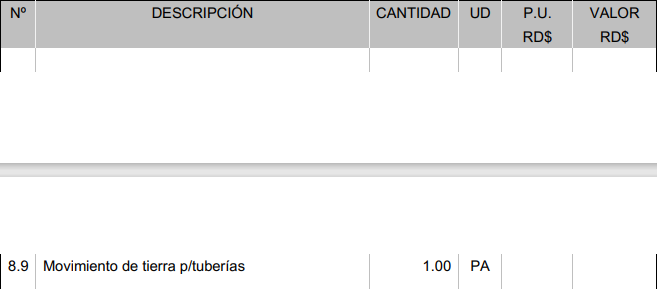 Nº DESCRIPCIÓN CANTIDAD UD P.U. VALOR
RD$ RD$
8.9 Movimiento de tierra p/tuberías 1.00 PA